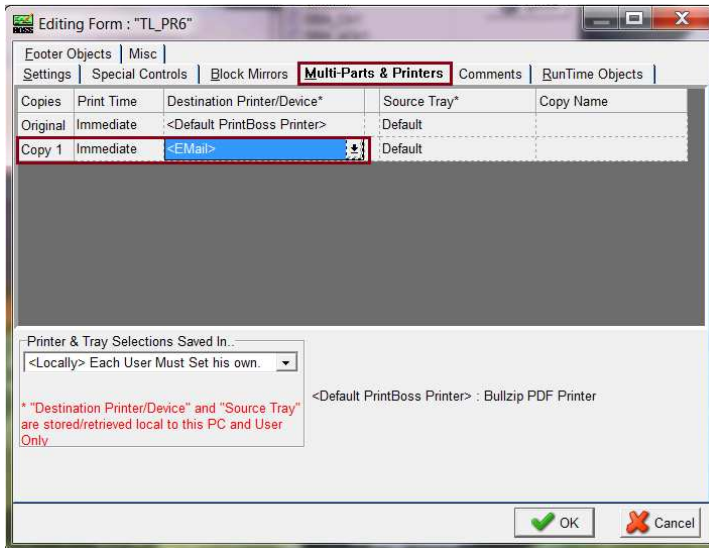 BOSS
Editing Form : "TL_PR6"
X
Footer Objects | Misc |
Settings | Special Controls | Block Mirrors | Multi-Parts & Printers | Comments | RunTime Objects |
Copies Print Time Destination Printer/Device* Source Tray* Copy Name
Original Immediate <Default PrintBoss Printer> Default
Copy 1 Immediate <EMail> Default
Printer & Tray Selections Saved In..
<Locally> Each User Must Set his own.
<Default PrintBoss Printer> : Bullzip PDF Printer
* "Destination Printer/Device" and "Source Tray"
are stored/retrieved local to this PC and User
Only
OK
Cancel